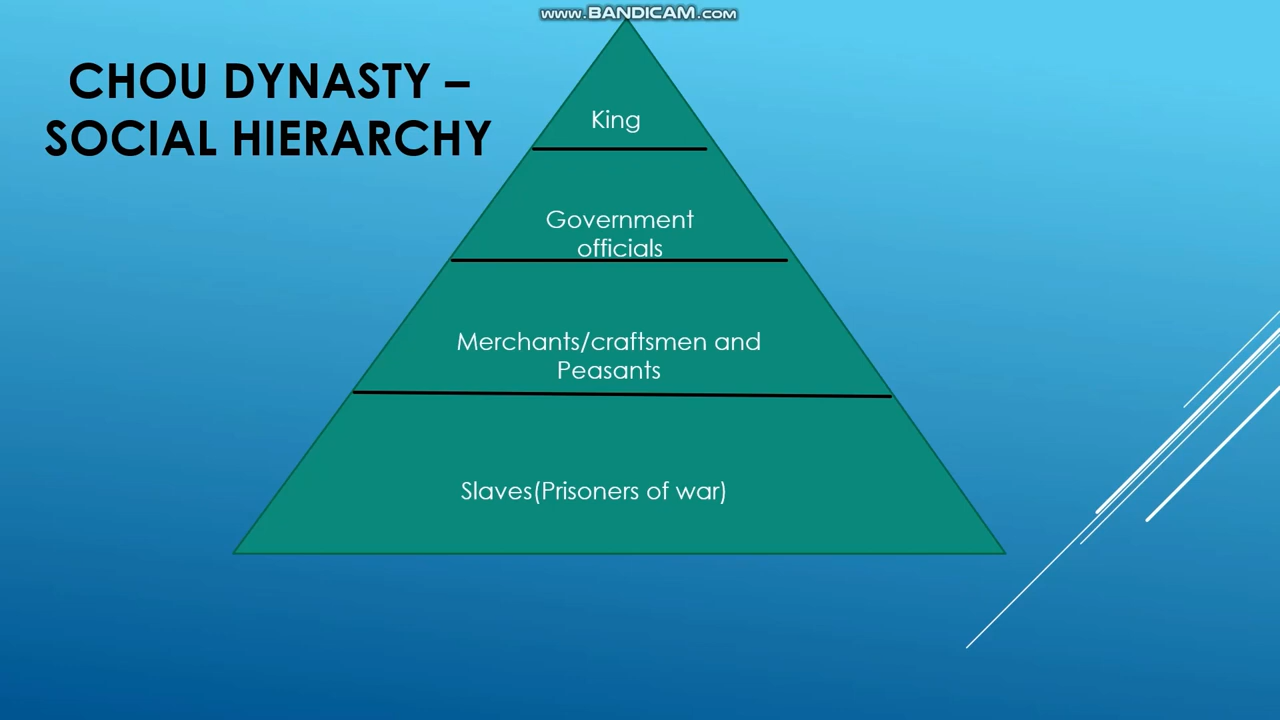 www.BANDICAM.com
CHOU DYNASTY –
SOCIAL HIERARCHY
King
Government
officials
Merchants/craftsmen and
Peasants
Slaves(Prisoners of war)